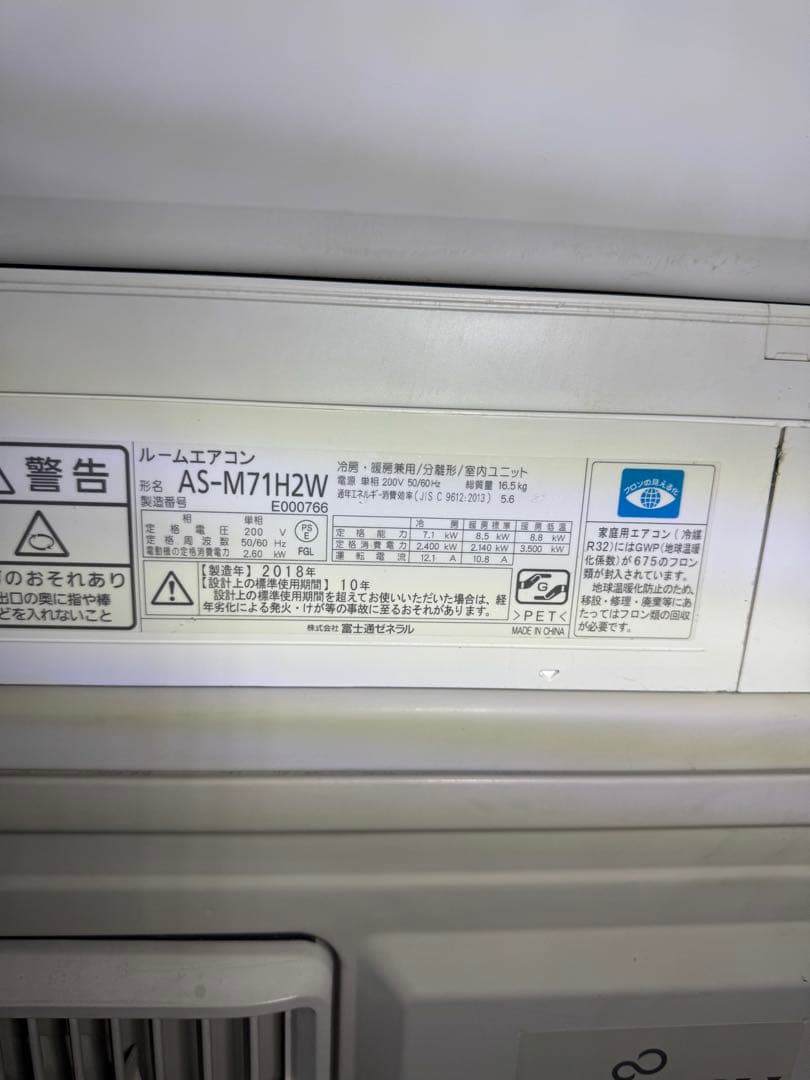 警告
のおそれあり
出口の奥に指や棒
どを入れないこと
ルームエアコン
形名 AS-M71H2W
製造番号 E000766
冷房・暖房兼用/分離形/室内ユニット
電源 単相 200V 50/60Hz 総質量 16.5kg
通年エネルギー消費効率(JIS C 9612:2013) 5.6
相 単相
定格電圧 200 V
定格周波数 50/60 Hz
電動機の定格消費電力 2.60 kW
PS
E
FGL
冷房 暖房標準 暖房低温
定格能力 7.1 kW 8.5 kW 8.8 kW
定格消費電力 2.400 kW 2.140 kW 3.500 kW
運転電流 12.1 A 10.8 A
【製造年】2018年
【設計上の標準使用期間】10年
設計上の標準使用期間を超えてお使いいただいた場合は、経
年劣化による発火・けが等の事故に至るおそれがあります。
G
>PET<
株式会社 富士通ゼネラル
MADE IN CHINA
フロンの見える化
家庭用エアコン(冷媒
R32)にはGWP(地球温暖
化係数)が675のフロン
類が封入されています。
地球温暖化防止のため、
移設・修理・廃棄等にあ
たってはフロン類の回収
が必要です。